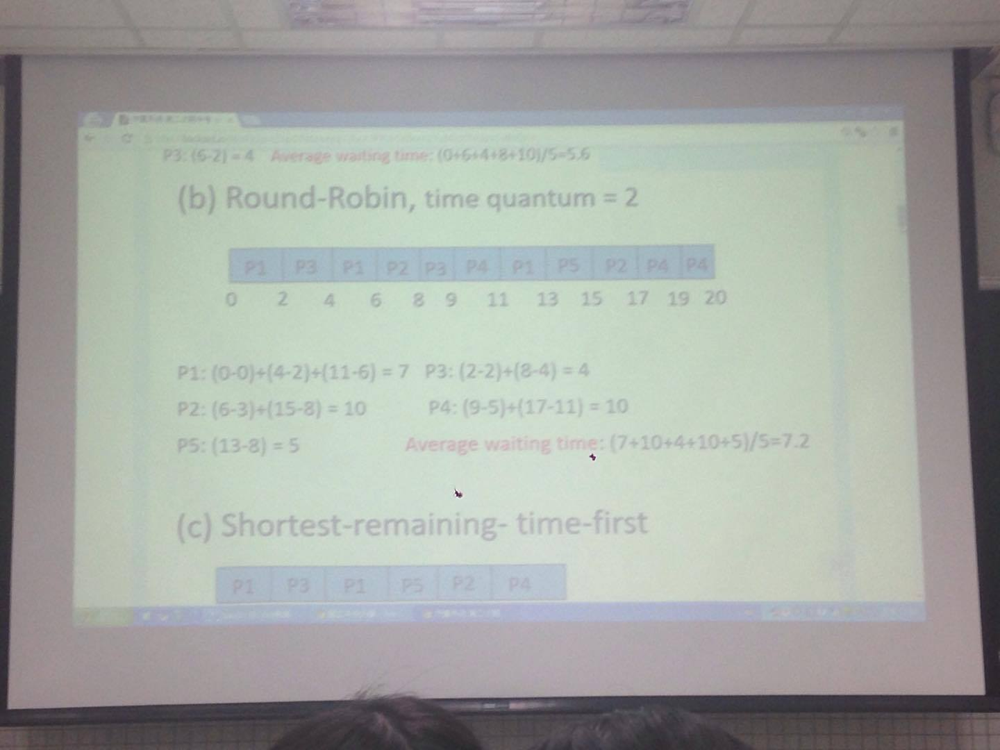 P3: (6-2) = 4 Average waiting time: (0+6+4+8+10)/5=5.6
(b) Round-Robin, time quantum = 2
P1 P3 P1 P2 P3 P4 P1 P5 P2 P4 P4
0 2 4 6 8 9 11 13 15 17 19 20
P1: (0-0)+(4-2)+(11-6) = 7 P3: (2-2)+(8-4) = 4
P2: (6-3)+(15-8) = 10 P4: (9-5)+(17-11) = 10
P5: (13-8) = 5 Average waiting time: (7+10+4+10+5)/5=7.2
(c) Shortest-remaining- time-first
P1 P3 P1 P5 P2 P4